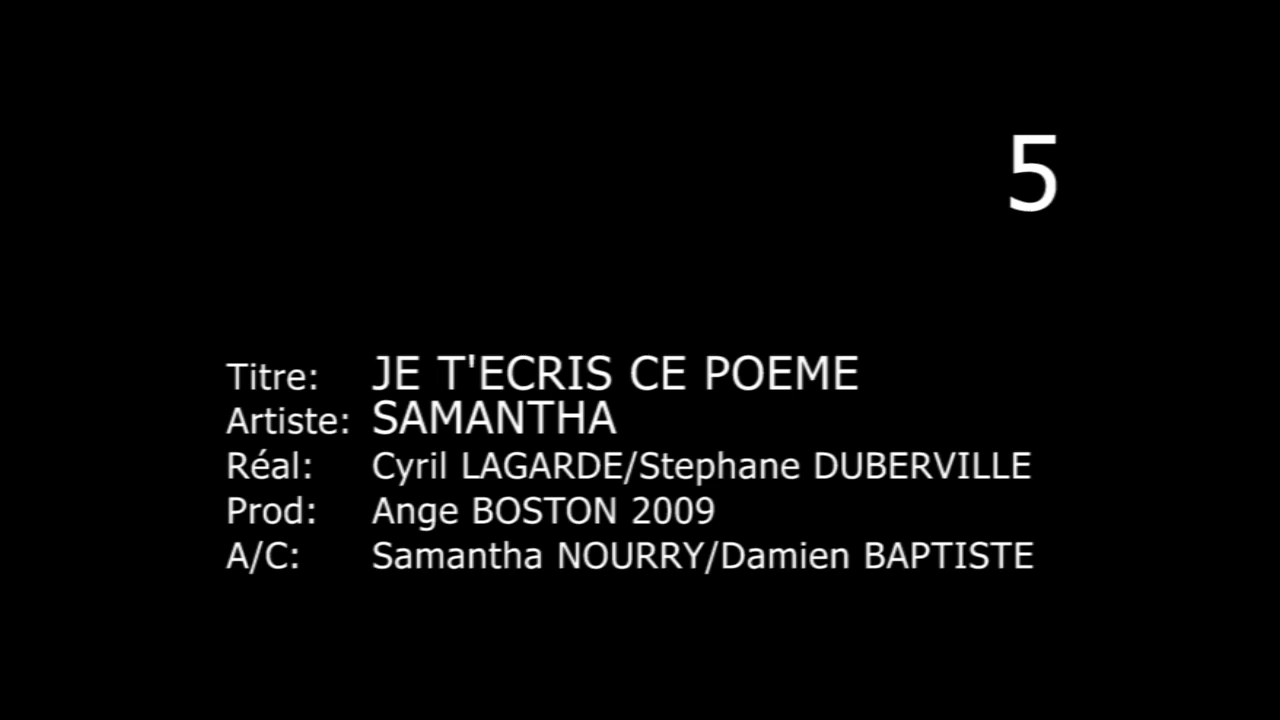 5
Titre: JE T'ECRIS CE POEME
Artiste: SAMANTHA
Réal: Cyril LAGARDE/Stephane DUBERVILLE
Prod: Ange BOSTON 2009
A/C: Samantha NOURRY/Damien BAPTISTE